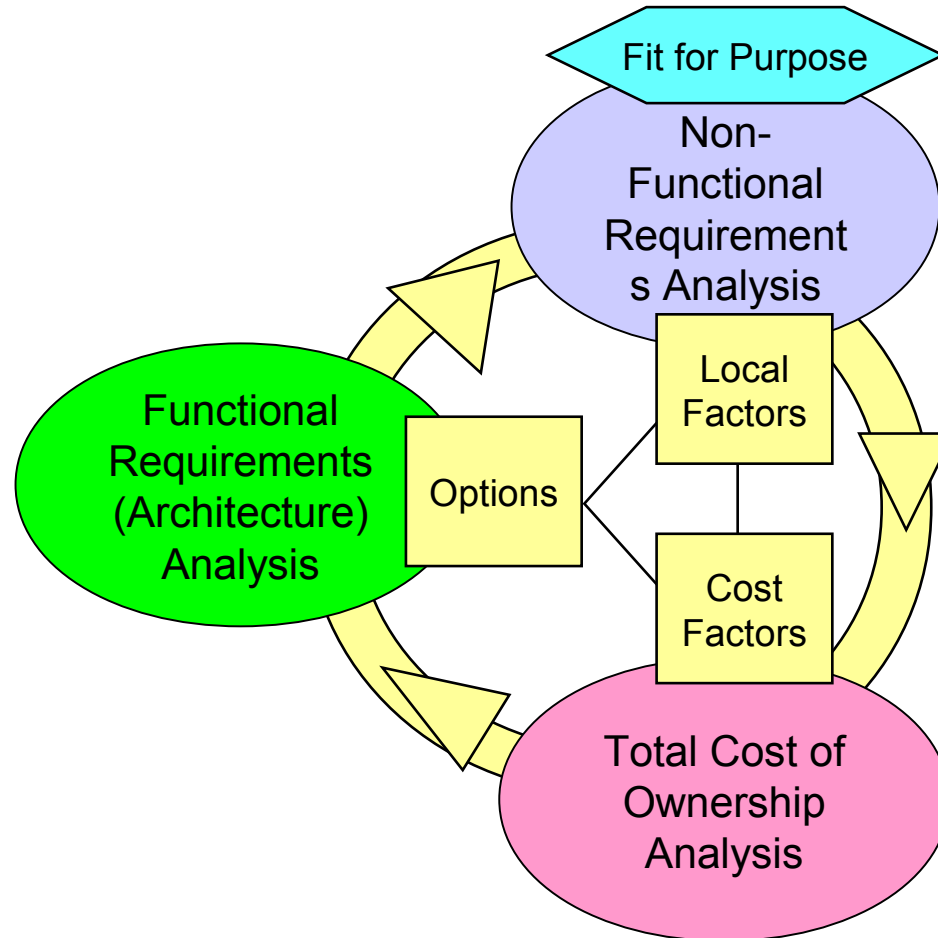 Fit for Purpose
Non-
Functional
Requirement
s Analysis
Local
Factors
Functional
Requirements
(Architecture)
Analysis
Options
Cost
Factors
Total Cost of
Ownership
Analysis